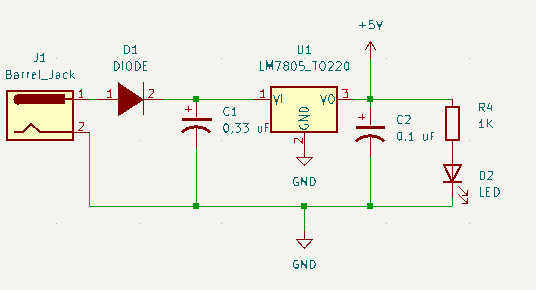 +5V
J1
Barrel_Jack
D1
DIODE
U1
LM7805_TO220
1
1
2
1
VI
VO
3
2
GND
2
+
C1
0,33 uF
+
C2
0.1 uF
R4
1K
GND
D2
LED
GND